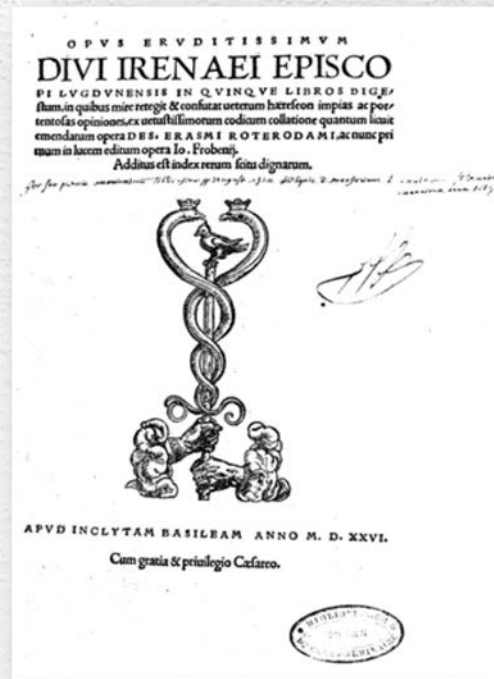 OPVS ERVDITISSIMVM
DIVI IRENAEI EPISCO
PI LVGDVNENSIS IN QVINQVE LIBROS DIGE⸗
stum, in quibus mire retegit & confutat ueterum hæreseon impias ac por⸗
tentosas opiniones, ex uetustissimorum codicum collatione quantum licuit
emendatum opera DES. ERASMI ROTERODAMI, ac nunc pri
mum in lucem editum opera Io. Frobenij.
Additus est index rerum scitu dignarum.
APVD INCLYTAM BASILEAM ANNO M. D. XXVI.
Cum gratia & priuilegio Cæsareo.